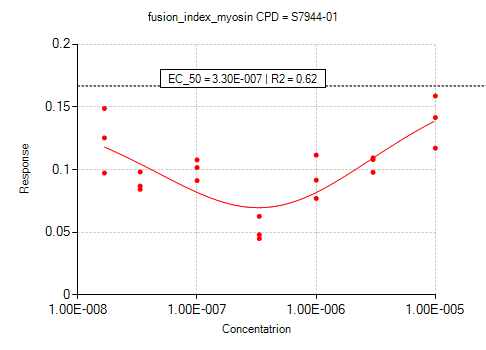 fusion_index_myosin CPD = S7944-01
0.2
EC_50 = 3.30E-007 | R2 = 0.62
0.15
0.1
0.05
0
Response
1.00E-008 1.00E-007 1.00E-006 1.00E-005
Concentatrion